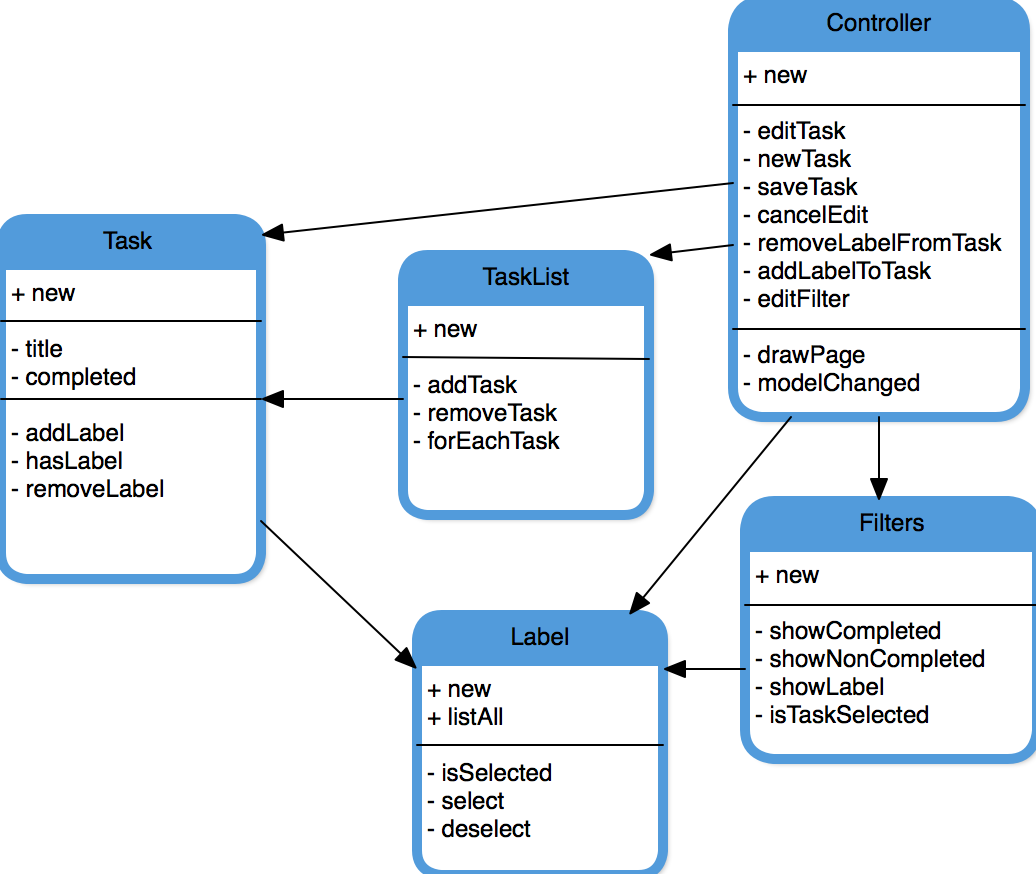 Controller
+ new
- editTask
- newTask
- saveTask
- cancelEdit
- removeLabelFromTask
- addLabelToTask
- editFilter
- drawPage
- modelChanged
Task
+ new
- title
- completed
- addLabel
- hasLabel
- removeLabel
TaskList
+ new
- addTask
- removeTask
- forEachTask
Filters
+ new
- showCompleted
- showNonCompleted
- showLabel
- isTaskSelected
Label
+ new
+ listAll
- isSelected
- select
- deselect